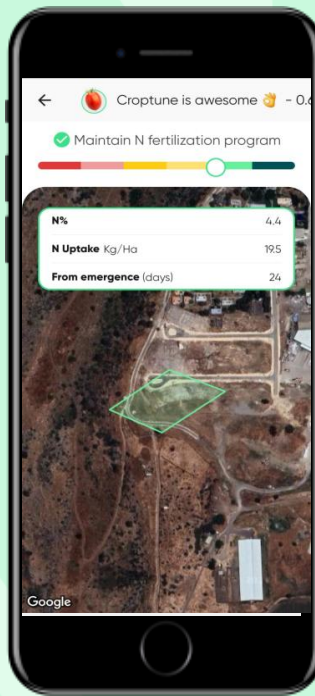 Croptune is awesome 👌 - 0.6
Maintain N fertilization program
N% 4.4
N Uptake Kg/Ha 19.5
From emergence (days) 24
Google